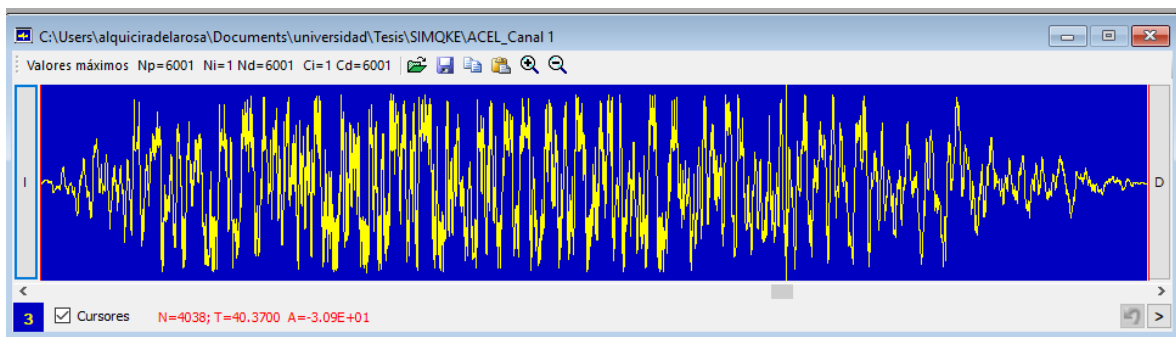 C:\Users\alquiciradelarosa\Documents\universidad\Tesis\SIMQKE\ACEL_Canal 1
Valores máximos Np=6001 Ni=1 Nd=6001 Ci=1 Cd=6001
I
D
3 Cursores N=4038; T=40.3700 A=-3.09E+01